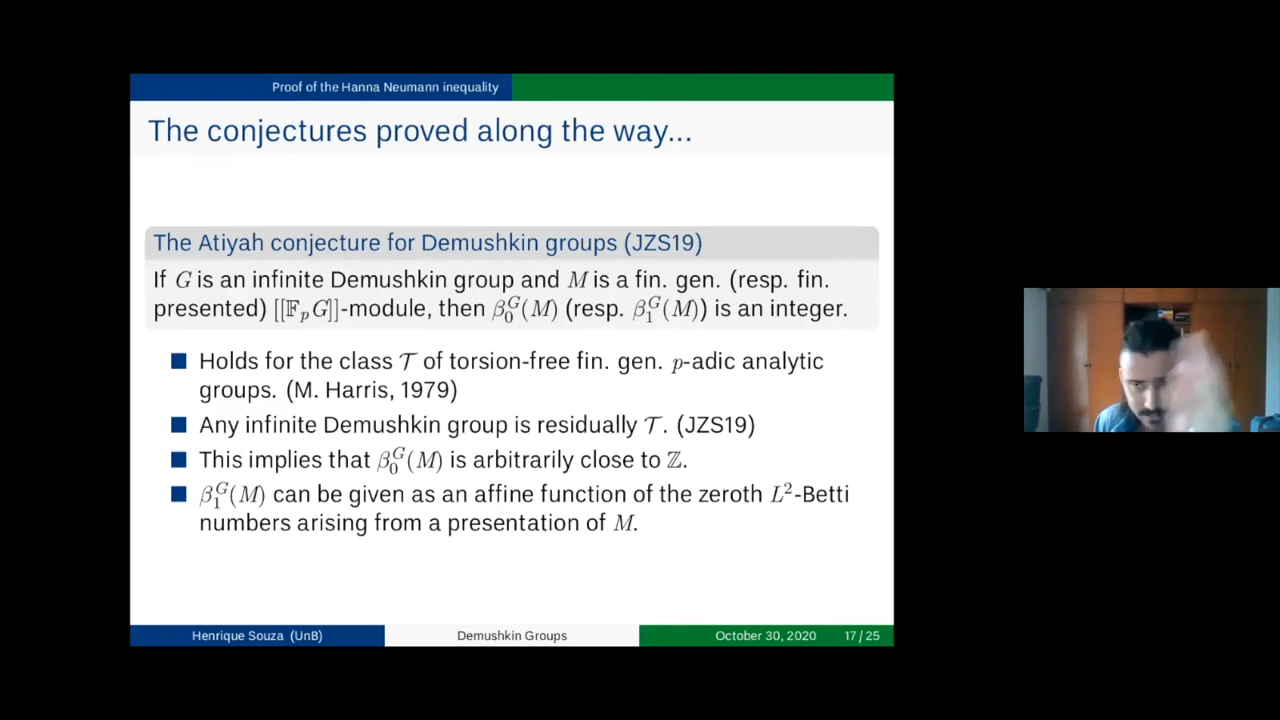 Proof of the Hanna Neumann inequality
The conjectures proved along the way...
The Atiyah conjecture for Demushkin groups (JZS19)
If G is an infinite Demushkin group and M is a fin. gen. (resp. fin.
presented) [[𝔽ₚG]]-module, then β₀ᴳ(M) (resp. β₁ᴳ(M)) is an integer.
Holds for the class 𝒯 of torsion-free fin. gen. p-adic analytic
groups. (M. Harris, 1979)
Any infinite Demushkin group is residually 𝒯. (JZS19)
This implies that β₀ᴳ(M) is arbitrarily close to ℤ.
β₁ᴳ(M) can be given as an affine function of the zeroth L²-Betti
numbers arising from a presentation of M.
Henrique Souza (UnB) Demushkin Groups October 30, 2020 17 / 25